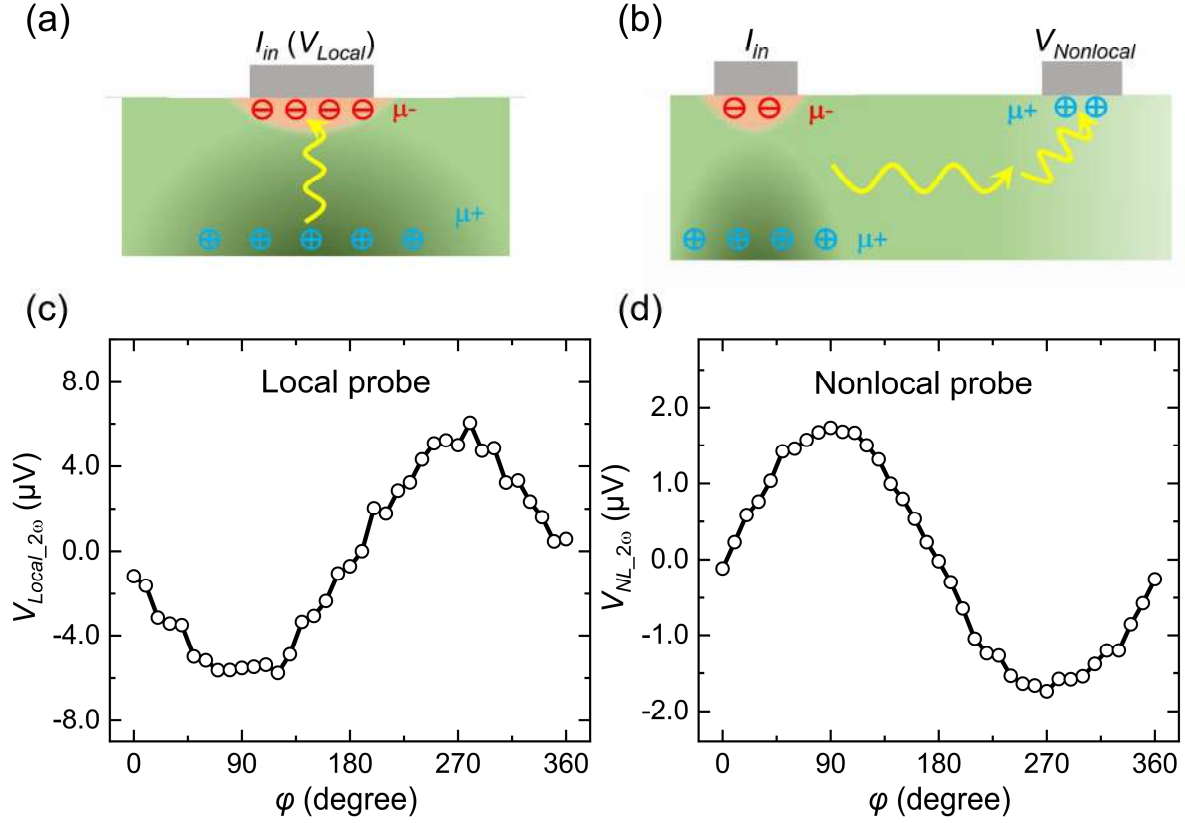 (a)
I_in (V_Local)
⊖ ⊖ ⊖ ⊖ μ-
μ+
⊕ ⊕ ⊕ ⊕ ⊕
(b)
I_in V_Nonlocal
⊖ ⊖ μ- μ+ ⊕ ⊕
⊕ ⊕ ⊕ ⊕ μ+
(c)
Local probe
V_Local_2ω (μV)
8.0
4.0
0.0
-4.0
-8.0
0 90 180 270 360
φ (degree)
(d)
Nonlocal probe
V_NL_2ω (μV)
2.0
1.0
0.0
-1.0
-2.0
0 90 180 270 360
φ (degree)